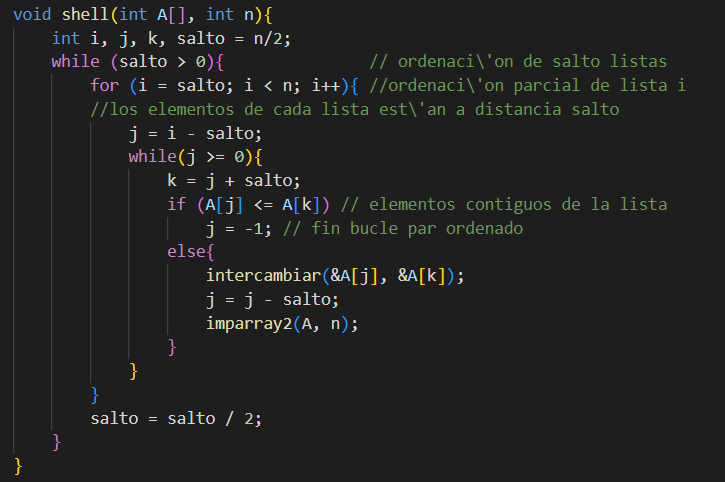 void shell(int A[], int n){
    int i, j, k, salto = n/2;
    while (salto > 0){               // ordenaci\'on de salto listas
        for (i = salto; i < n; i++){ //ordenaci\'on parcial de lista i
        //los elementos de cada lista est\'an a distancia salto
            j = i - salto;
            while(j >= 0){
                k = j + salto;
                if (A[j] <= A[k]) // elementos contiguos de la lista
                    j = -1; // fin bucle par ordenado
                else{
                    intercambiar(&A[j], &A[k]);
                    j = j - salto;
                    imparray2(A, n);
                }
            }
        }
        salto = salto / 2;
    }
}